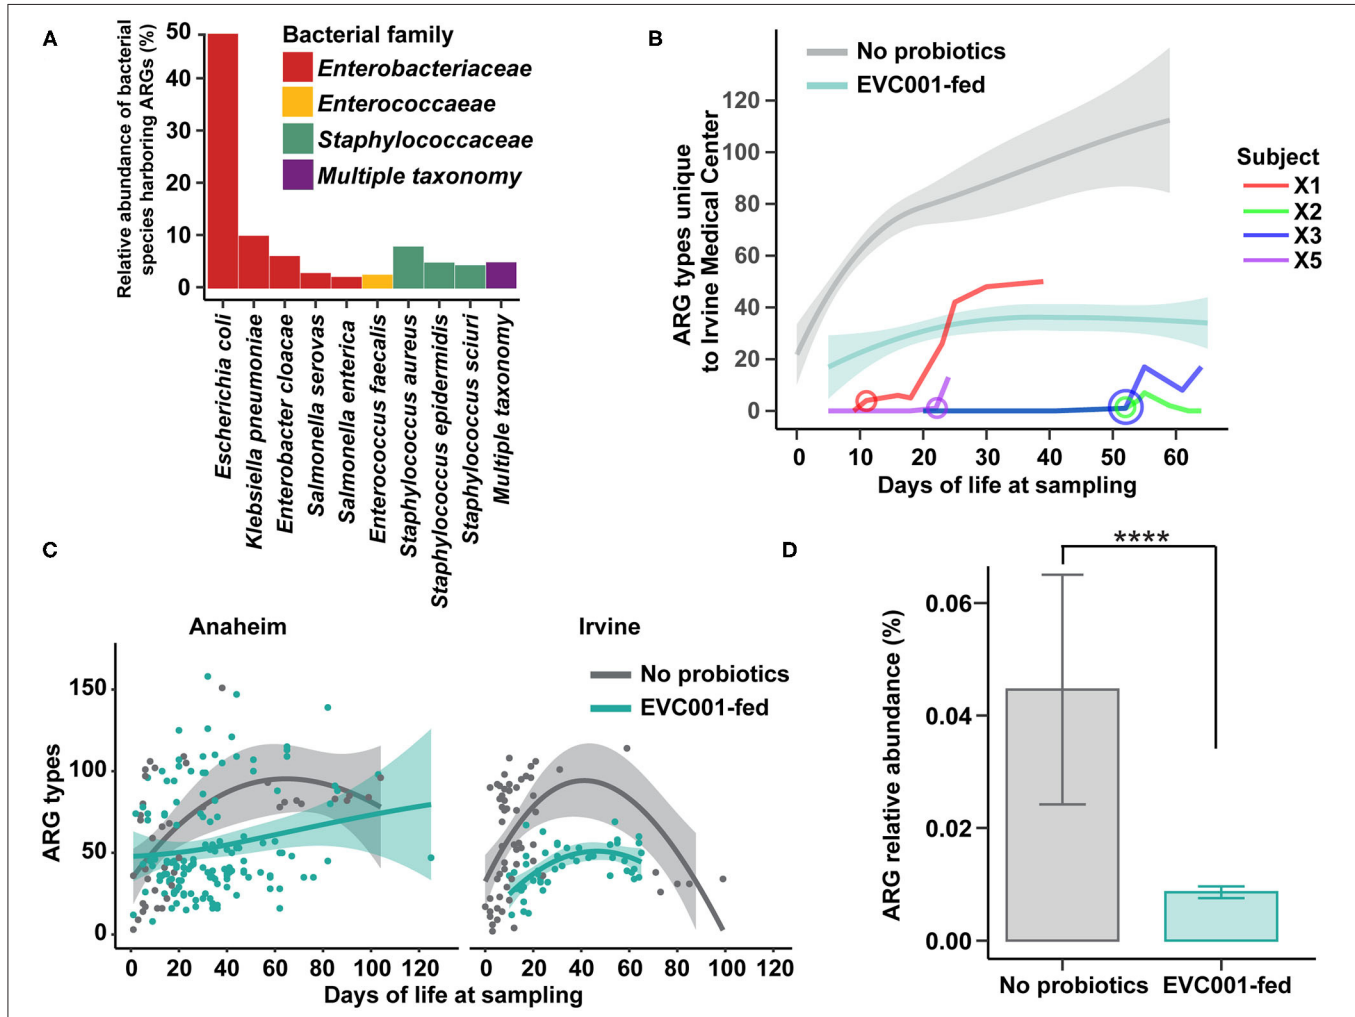 A
Relative abundance of bacterial
species harboring ARGs (%)
50
40
30
20
10
0
Bacterial family
Enterobacteriaceae
Enterococcaeae
Staphylococcaceae
Multiple taxonomy
Escherichia coli
Klebsiella pneumoniae
Enterobacter cloacae
Salmonella serovas
Salmonella enterica
Enterococcus faecalis
Staphylococcus aureus
Staphylococcus epidermidis
Staphylococcus sciuri
Multiple taxonomy
B
ARG types unique
to Irvine Medical Center
120
100
80
60
40
20
0
No probiotics
EVC001-fed
Subject
X1
X2
X3
X5
0 10 20 30 40 50 60
Days of life at sampling
C
Anaheim
Irvine
No probiotics
EVC001-fed
ARG types
150
100
50
0
0 20 40 60 80 100 120
0 20 40 60 80 100 120
Days of life at sampling
D
****
ARG relative abundance (%)
0.06
0.04
0.02
0.00
No probiotics EVC001-fed